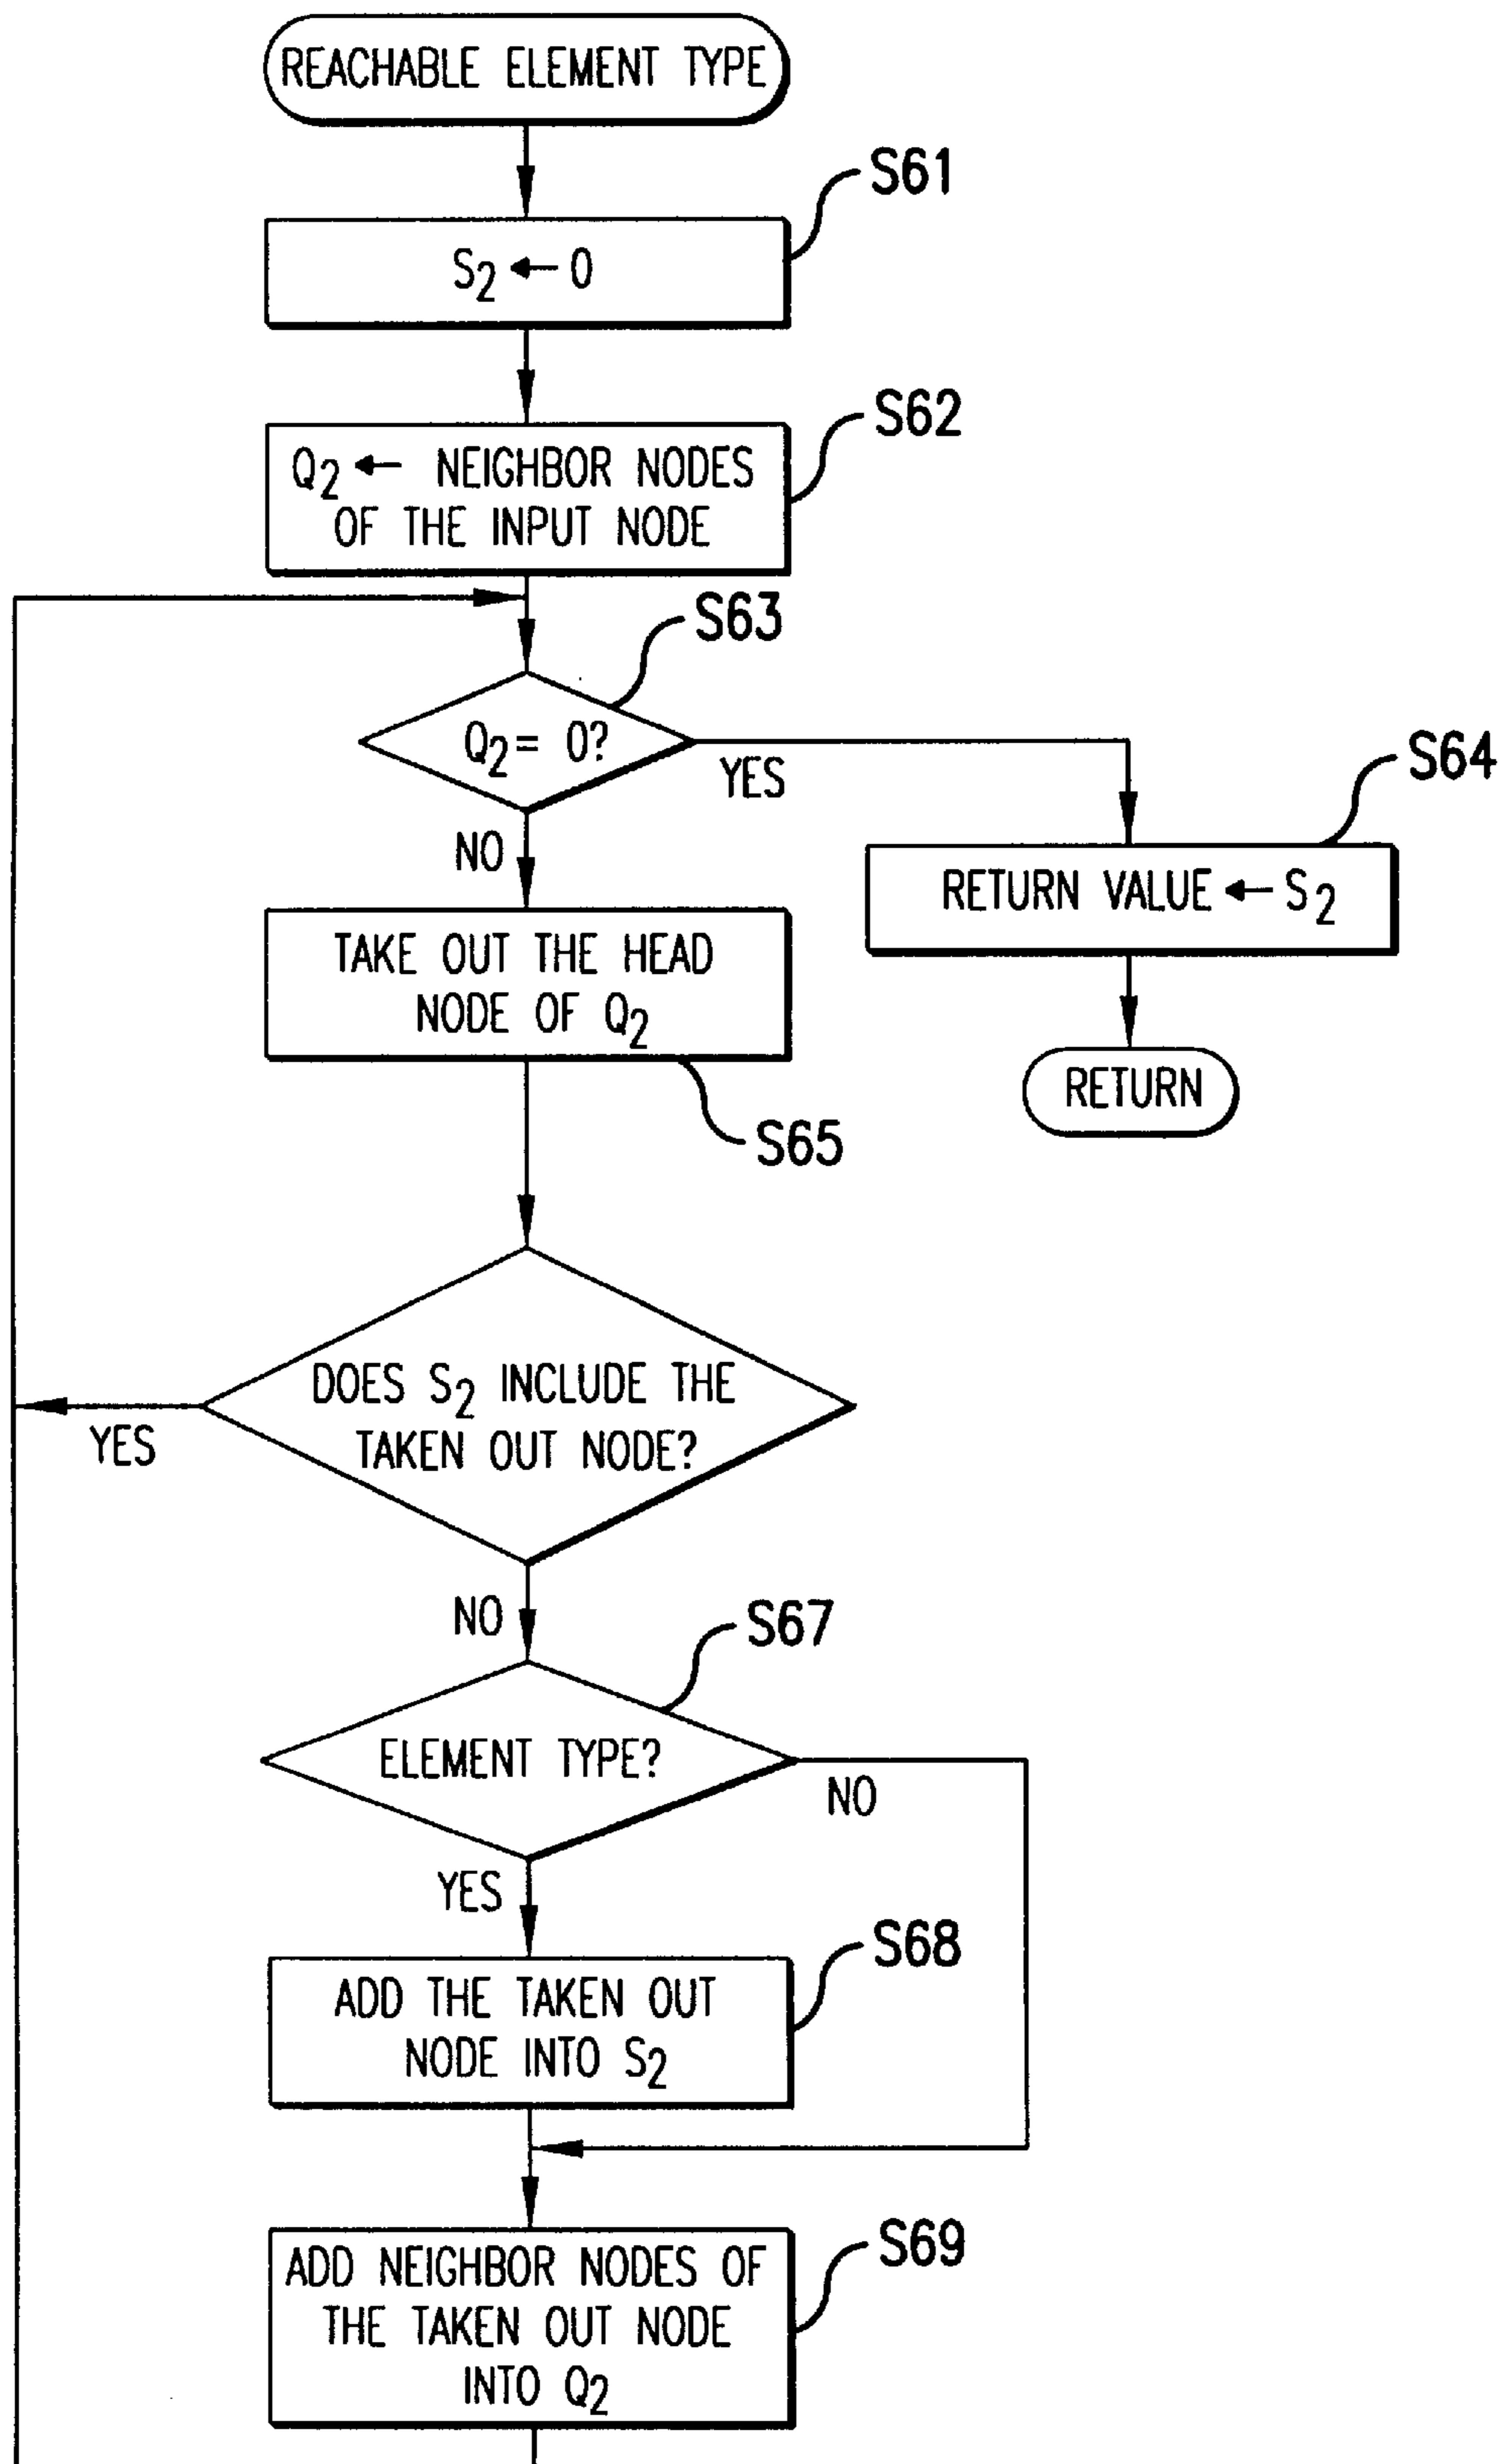 REACHABLE ELEMENT TYPE
S61
S2 ← 0
S62
Q2 ← NEIGHBOR NODES
OF THE INPUT NODE
S63
Q2 = 0?
YES
NO
S64
RETURN VALUE ← S2
TAKE OUT THE HEAD
NODE OF Q2
RETURN
S65
DOES S2 INCLUDE THE
TAKEN OUT NODE?
YES
NO
S67
ELEMENT TYPE?
NO
YES
S68
ADD THE TAKEN OUT
NODE INTO S2
S69
ADD NEIGHBOR NODES OF
THE TAKEN OUT NODE
INTO Q2